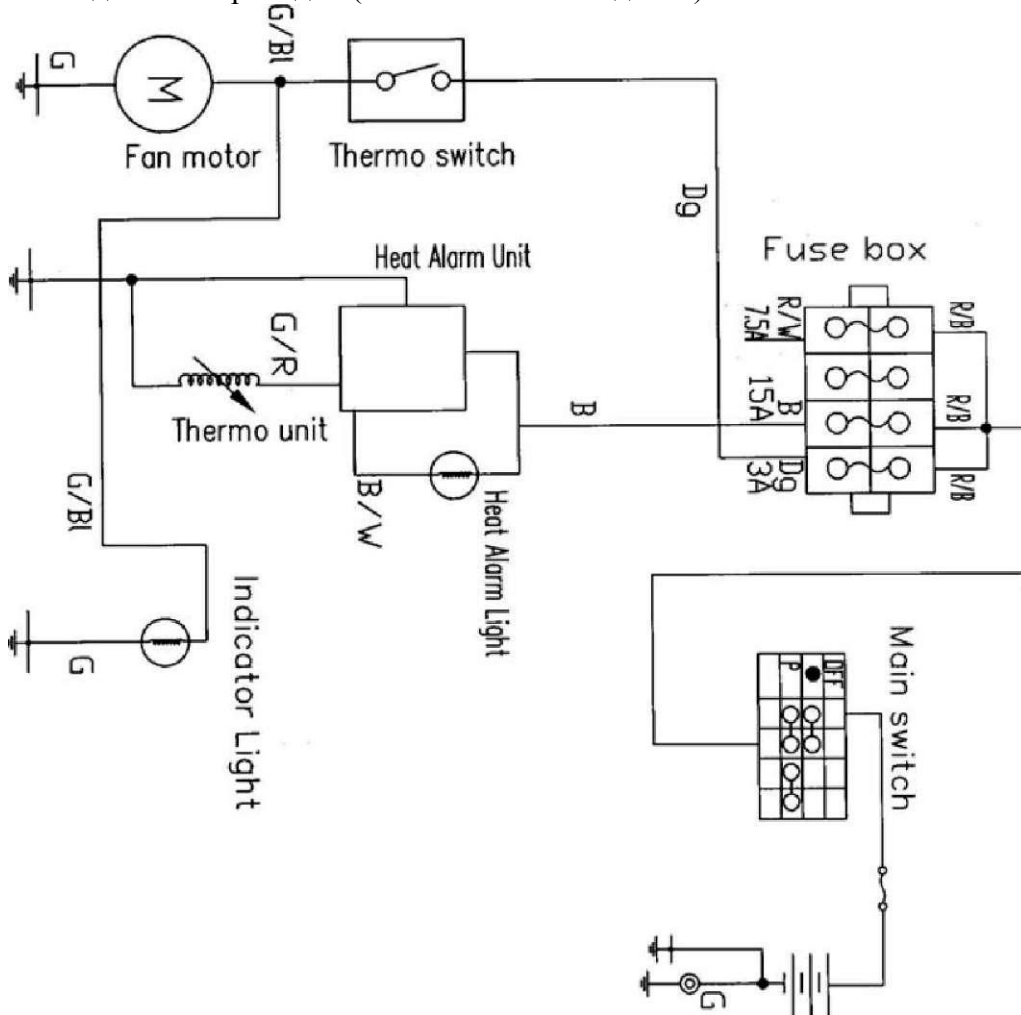 G/Bl
G
M
Fan motor
Thermo switch
Dg
Fuse box
Heat Alarm Unit
R/W
7.5A
R/B
G/R
15A
B
B
R/B
Thermo unit
Dg
3A
R/B
B/W
Heat Alarm Light
G/Bl
Indicator Light
G
Main switch
OFF
P
G